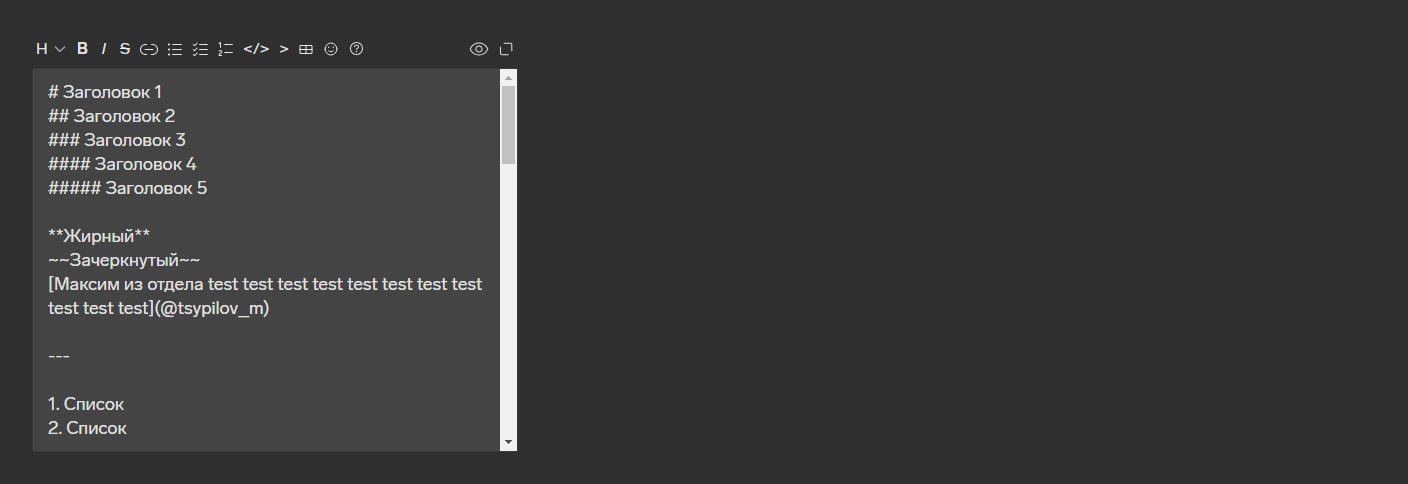 H B I S </> >
# Заголовок 1
## Заголовок 2
### Заголовок 3
#### Заголовок 4
##### Заголовок 5
**Жирный**
~~Зачеркнутый~~
[Максим из отдела test test test test test test test test
test test test](@tsypilov_m)
---
1. Список
2. Список